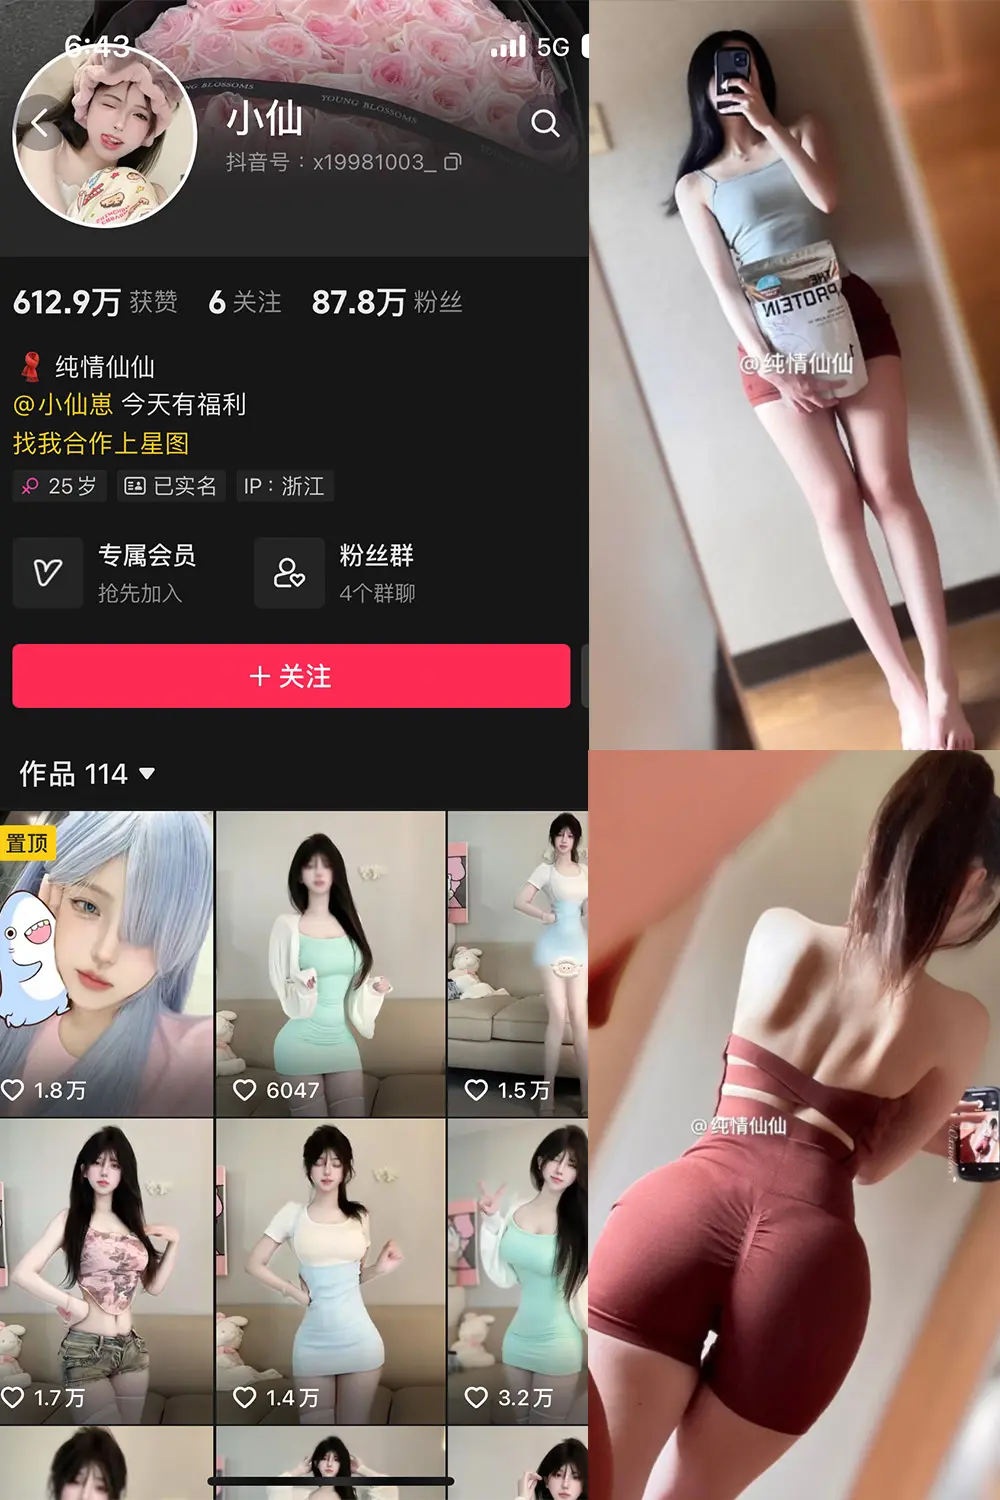 6:43
5G
YOUNG BLOSSOMS
小仙
抖音号：x19981003_
612.9万 获赞 6 关注 87.8万 粉丝
纯情仙仙
@小仙崽 今天有福利
找我合作上星图
25岁 已实名 IP：浙江
专属会员 粉丝群
抢先加入 4个群聊
＋关注
作品 114
置顶
1.8万 6047 1.5万
1.7万 1.4万 3.2万
THE
PROTEIN
@纯情仙仙
@纯情仙仙